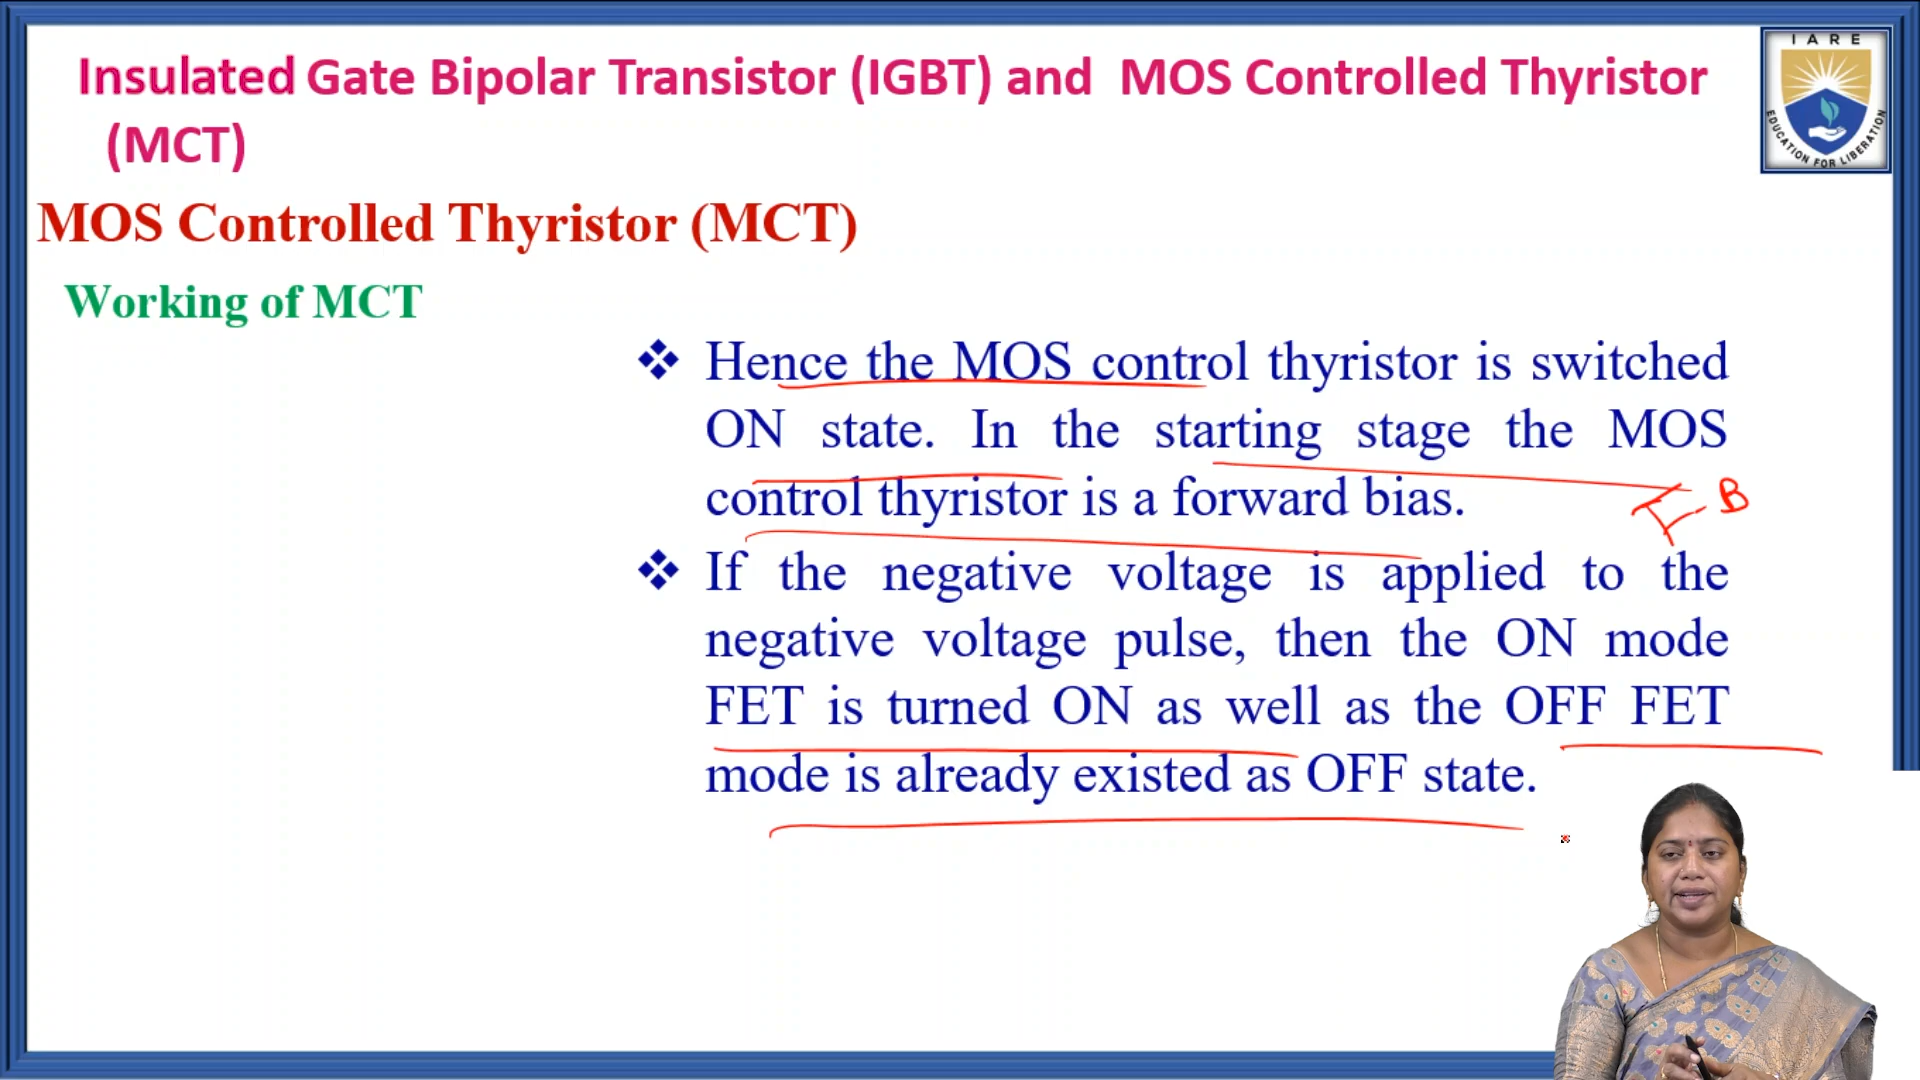 Insulated Gate Bipolar Transistor (IGBT) and MOS Controlled Thyristor
(MCT)
IARE
EDUCATION FOR LIBERATION
MOS Controlled Thyristor (MCT)
Working of MCT
❖ Hence the MOS control thyristor is switched
ON state. In the starting stage the MOS
control thyristor is a forward bias.
F.B
❖ If the negative voltage is applied to the
negative voltage pulse, then the ON mode
FET is turned ON as well as the OFF FET
mode is already existed as OFF state.